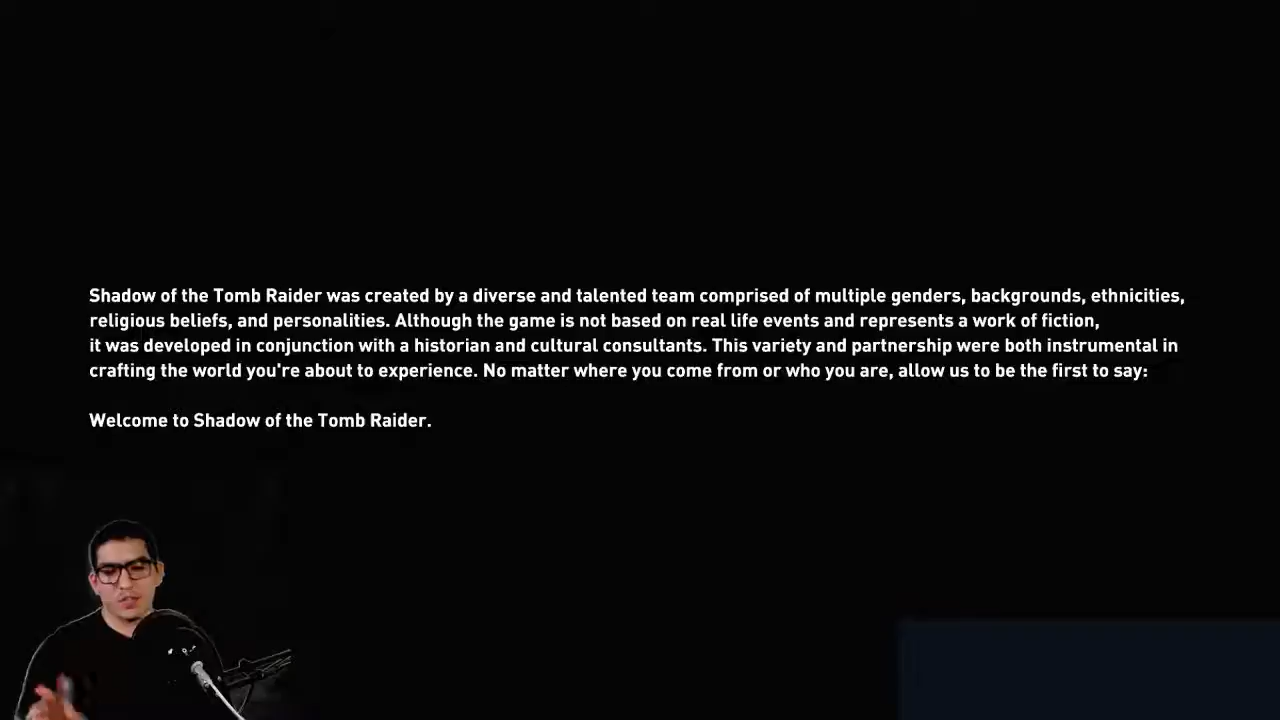 Shadow of the Tomb Raider was created by a diverse and talented team comprised of multiple genders, backgrounds, ethnicities,
religious beliefs, and personalities. Although the game is not based on real life events and represents a work of fiction,
it was developed in conjunction with a historian and cultural consultants. This variety and partnership were both instrumental in
crafting the world you're about to experience. No matter where you come from or who you are, allow us to be the first to say:
Welcome to Shadow of the Tomb Raider.